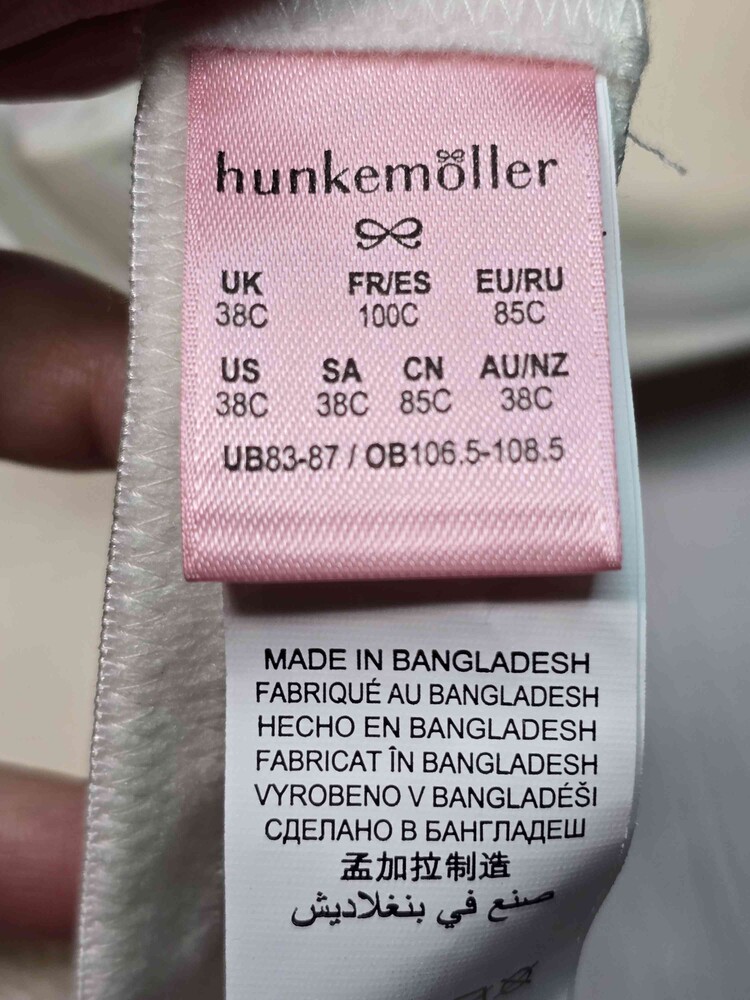 hunkemöller
UK FR/ES EU/RU
38C 100C 85C
US SA CN AU/NZ
38C 38C 85C 38C
UB83-87 / OB106.5-108.5
MADE IN BANGLADESH
FABRIQUÉ AU BANGLADESH
HECHO EN BANGLADESH
FABRICAT ÎN BANGLADESH
VYROBENO V BANGLADÉŠI
СДЕЛАНО В БАНГЛАДЕШ
孟加拉制造
صنع في بنغلاديش